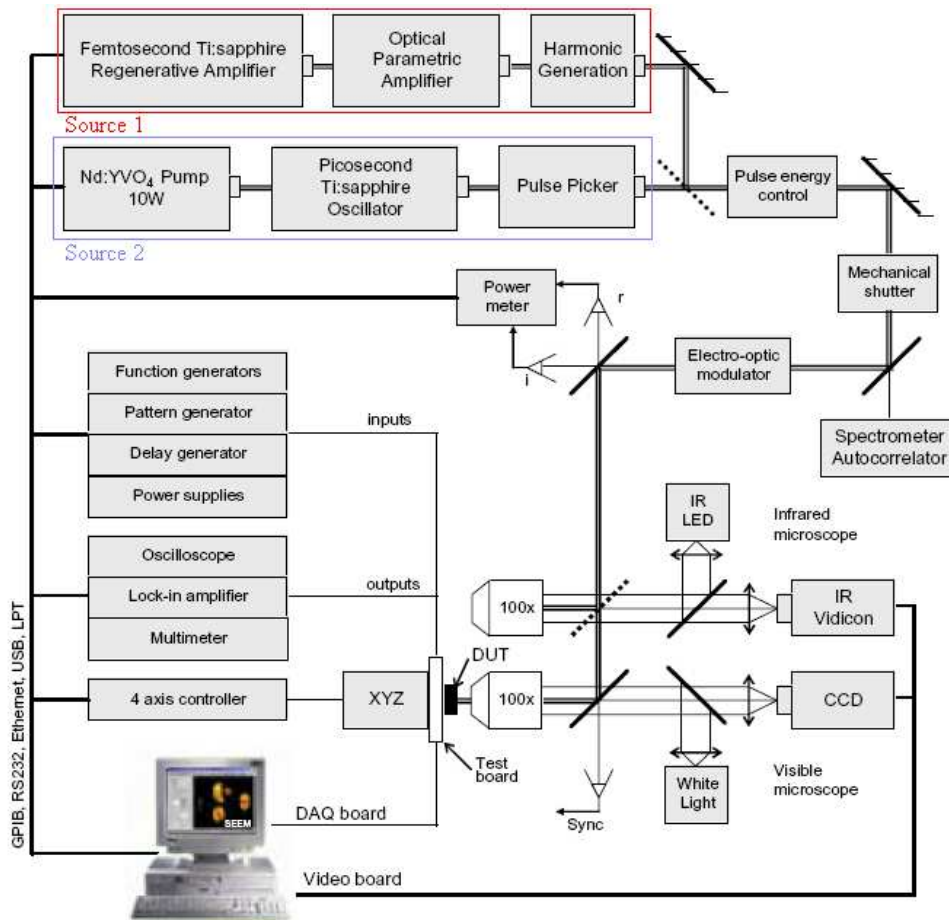 Femtosecond Ti:sapphire
Regenerative Amplifier
Optical
Parametric
Amplifier
Harmonic
Generation
Source 1
Nd:YVO₄ Pump
10W
Picosecond
Ti:sapphire
Oscillator
Pulse Picker
Pulse energy
control
Source 2
Mechanical
shutter
Power
meter
r
i
Electro-optic
modulator
Spectrometer
Autocorrelator
Function generators
Pattern generator
Delay generator
Power supplies
inputs
IR
LED
Infrared
microscope
Oscilloscope
Lock-in amplifier
Multimeter
outputs
100x
IR
Vidicon
DUT
4 axis controller
XYZ
100x
CCD
Test
board
White
Light
Visible
microscope
Sync
GPIB, RS232, Ethernet, USB, LPT
SEEM
DAQ board
Video board